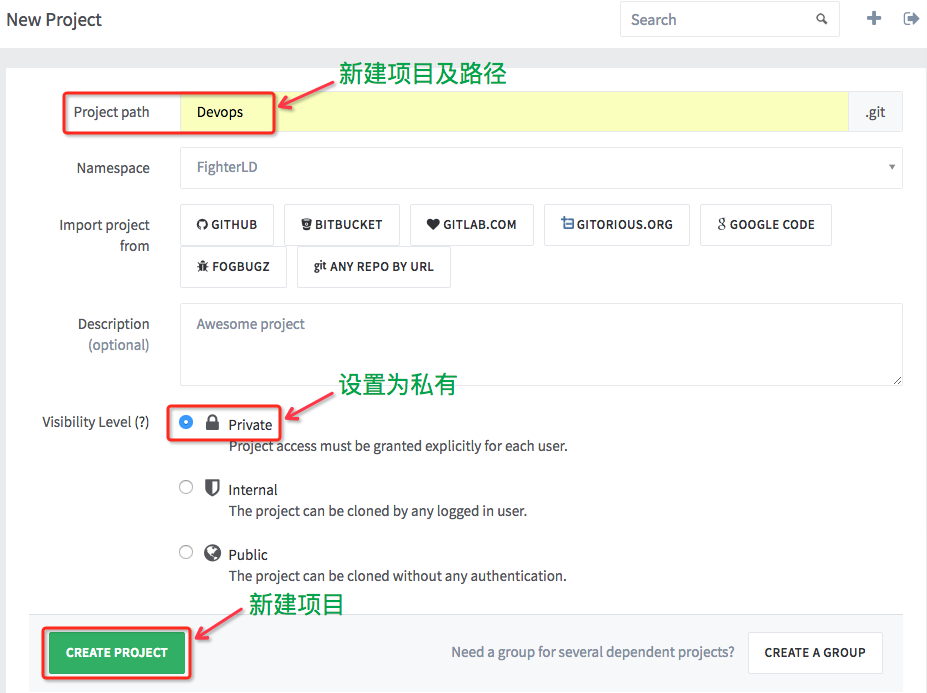 New Project
Search
新建项目及路径
Project path Devops .git
Namespace FighterLD
Import project from
GITHUB BITBUCKET GITLAB.COM GITORIOUS.ORG GOOGLE CODE
FOGBUGZ git ANY REPO BY URL
Description (optional)
Awesome project
设置为私有
Visibility Level (?)
Private
Project access must be granted explicitly for each user.
Internal
The project can be cloned by any logged in user.
Public
The project can be cloned without any authentication.
新建项目
CREATE PROJECT Need a group for several dependent projects? CREATE A GROUP